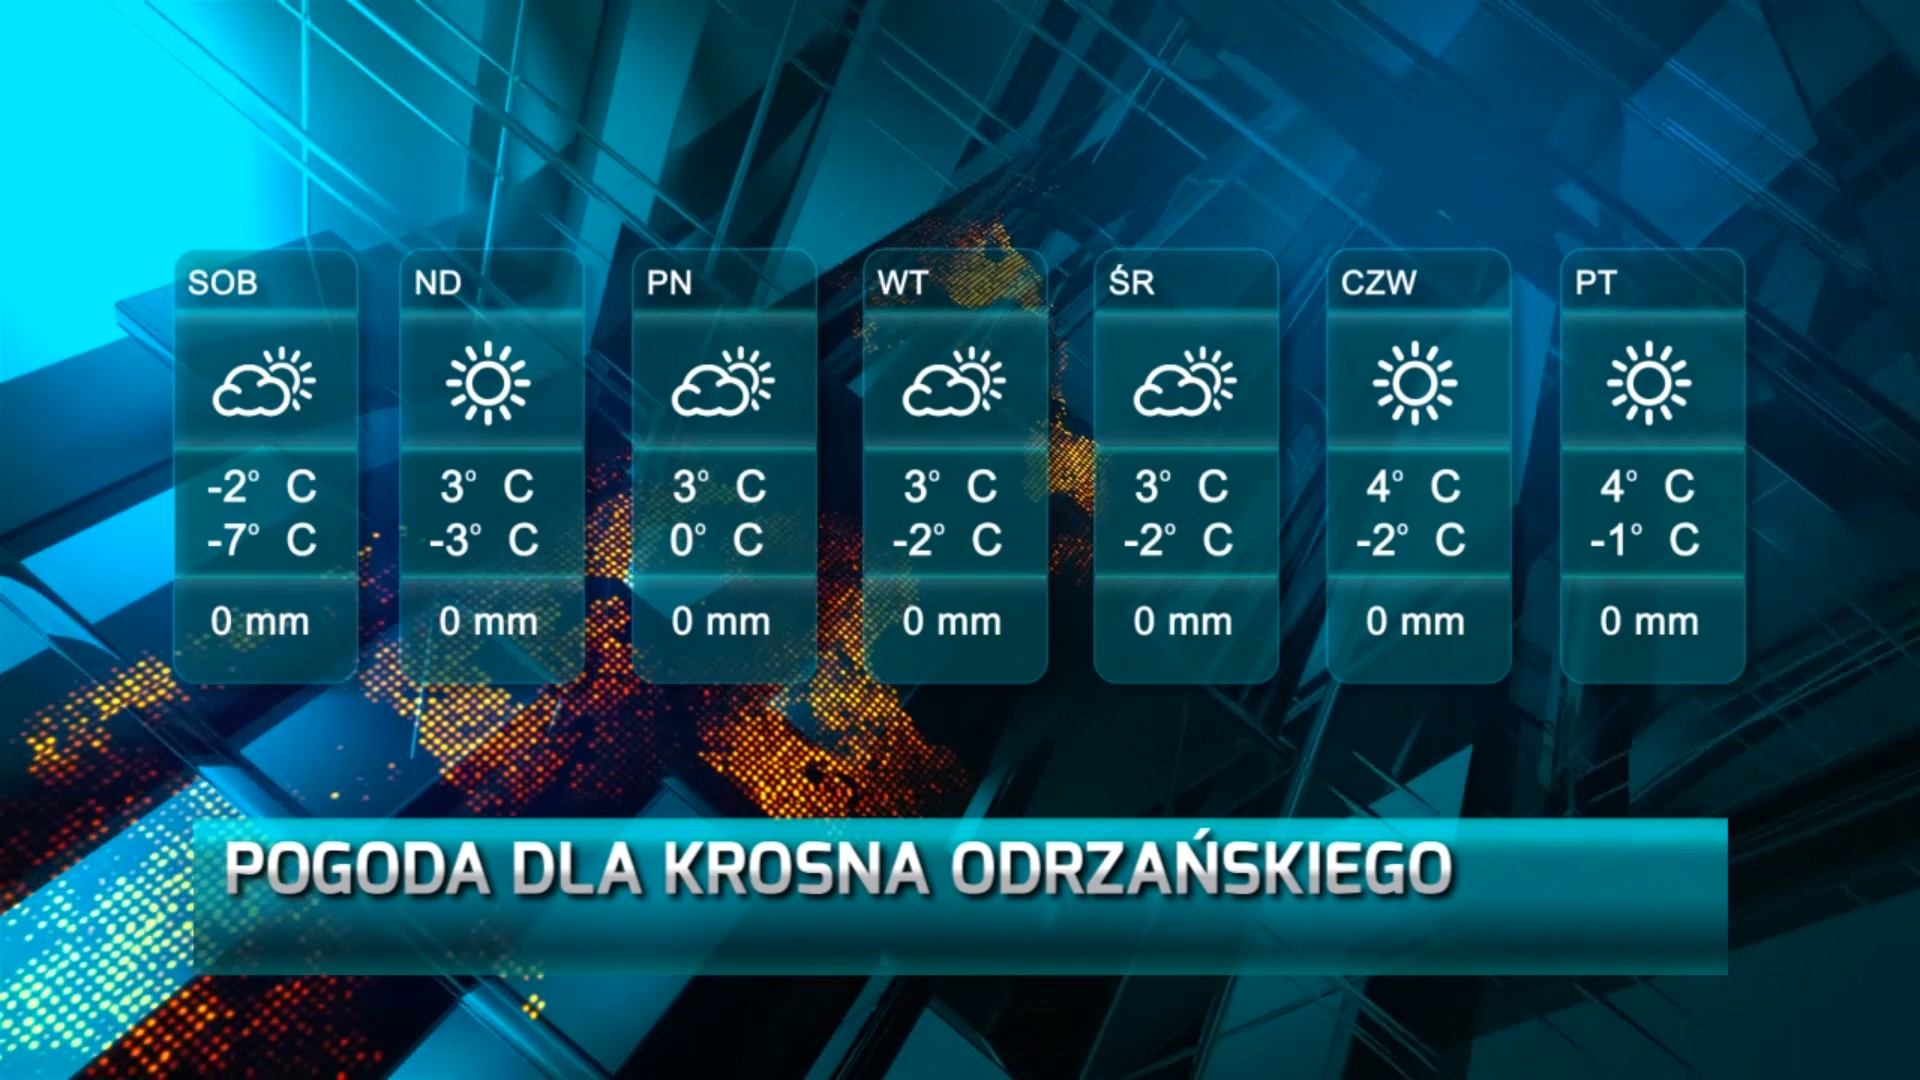 SOB ND PN WT ŚR CZW PT
-2° C 3° C 3° C 3° C 3° C 4° C 4° C
-7° C -3° C 0° C -2° C -2° C -2° C -1° C
0 mm 0 mm 0 mm 0 mm 0 mm 0 mm 0 mm
POGODA DLA KROSNA ODRZAŃSKIEGO